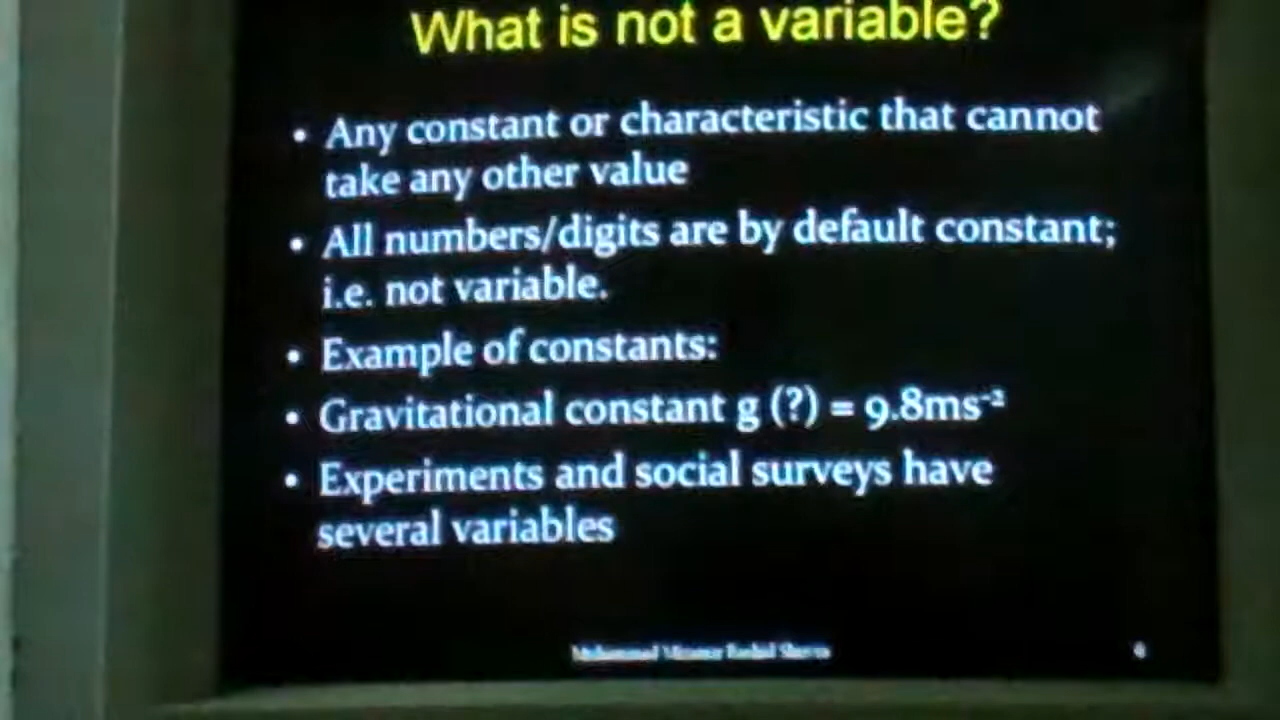 What is not a variable?
• Any constant or characteristic that cannot
take any other value
• All numbers/digits are by default constant;
i.e. not variable.
• Example of constants:
• Gravitational constant g (?) = 9.8ms⁻²
• Experiments and social surveys have
several variables